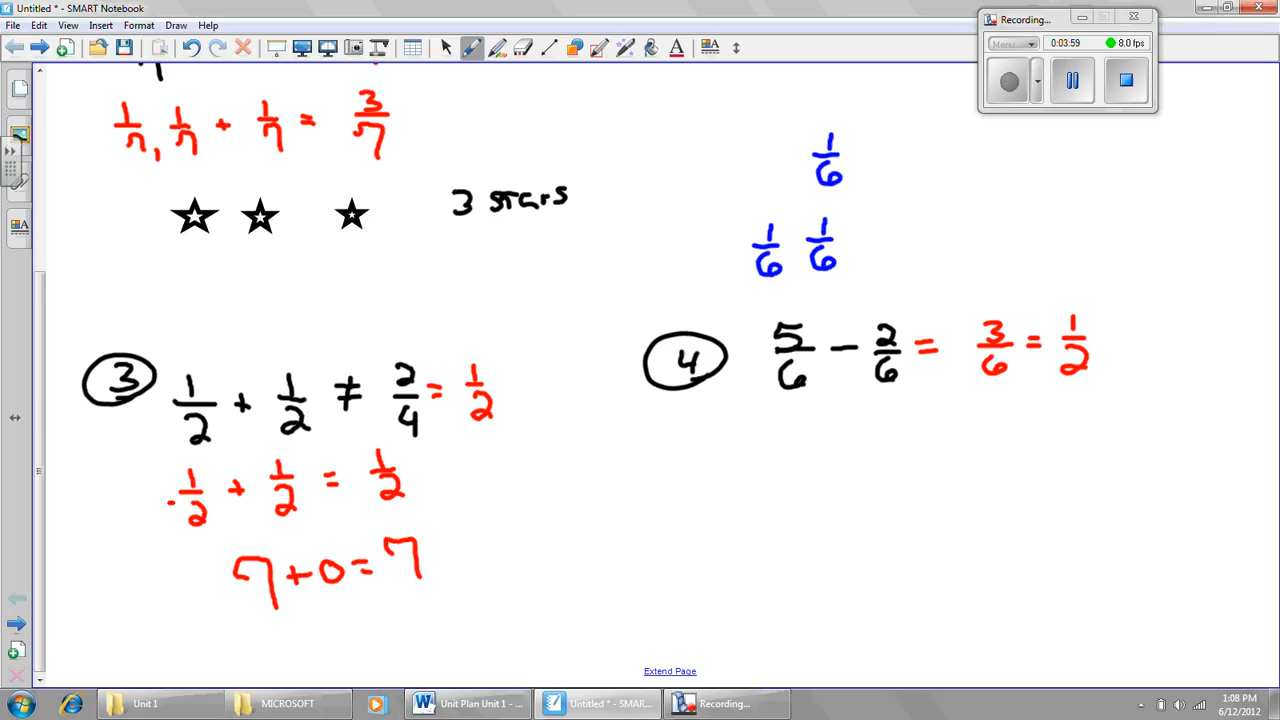 Untitled * - SMART Notebook
File Edit View Insert Format Tools Draw Help
Recording...
Menu 0:03:59 8.0 fps
1/7, 1/7 + 1/7 = 3/7
3 stars
1/6
1/6 1/6
3 1/2 + 1/2 ≠ 2/4 = 1/2
1/2 + 1/2 = 1/2
7 + 0 = 7
4 5/6 − 2/6 = 3/6 = 1/2
Extend Page
Unit 1 MICROSOFT Unit Plan Unit 1 - ... Untitled * - SMAR... Recording... 1:08 PM
6/12/2012